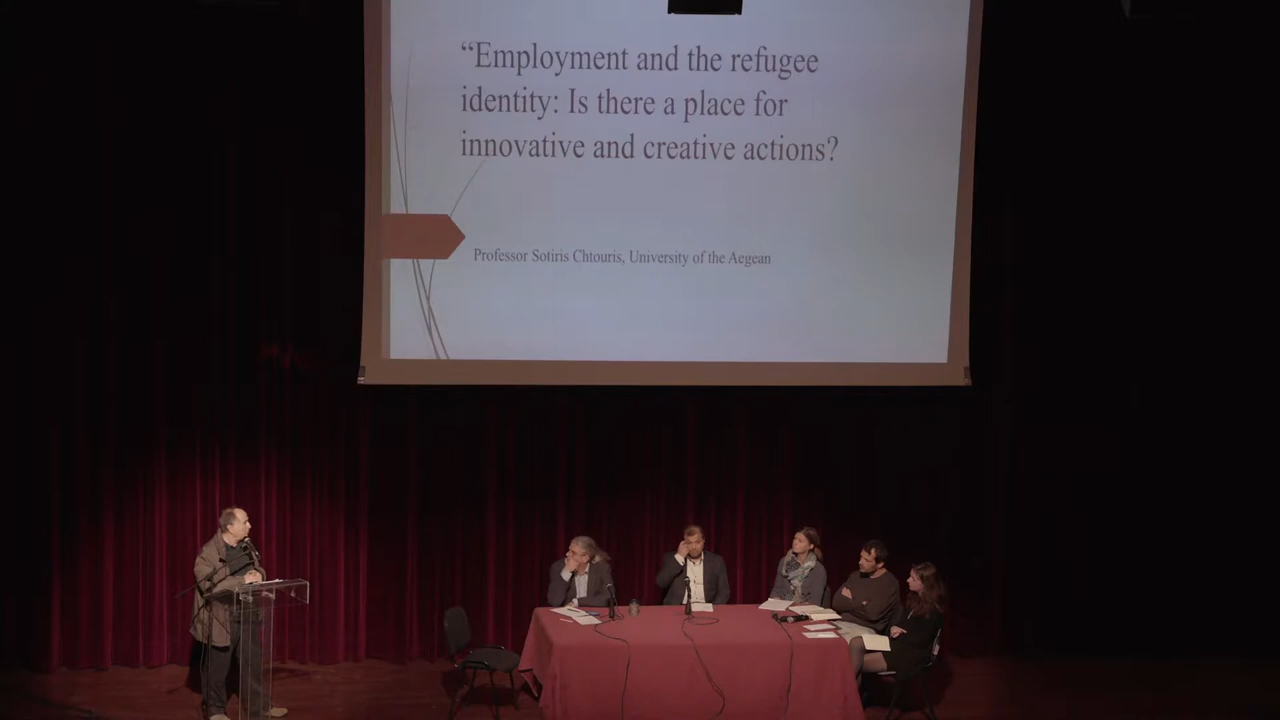 “Employment and the refugee
identity: Is there a place for
innovative and creative actions?
Professor Sotiris Chtouris, University of the Aegean